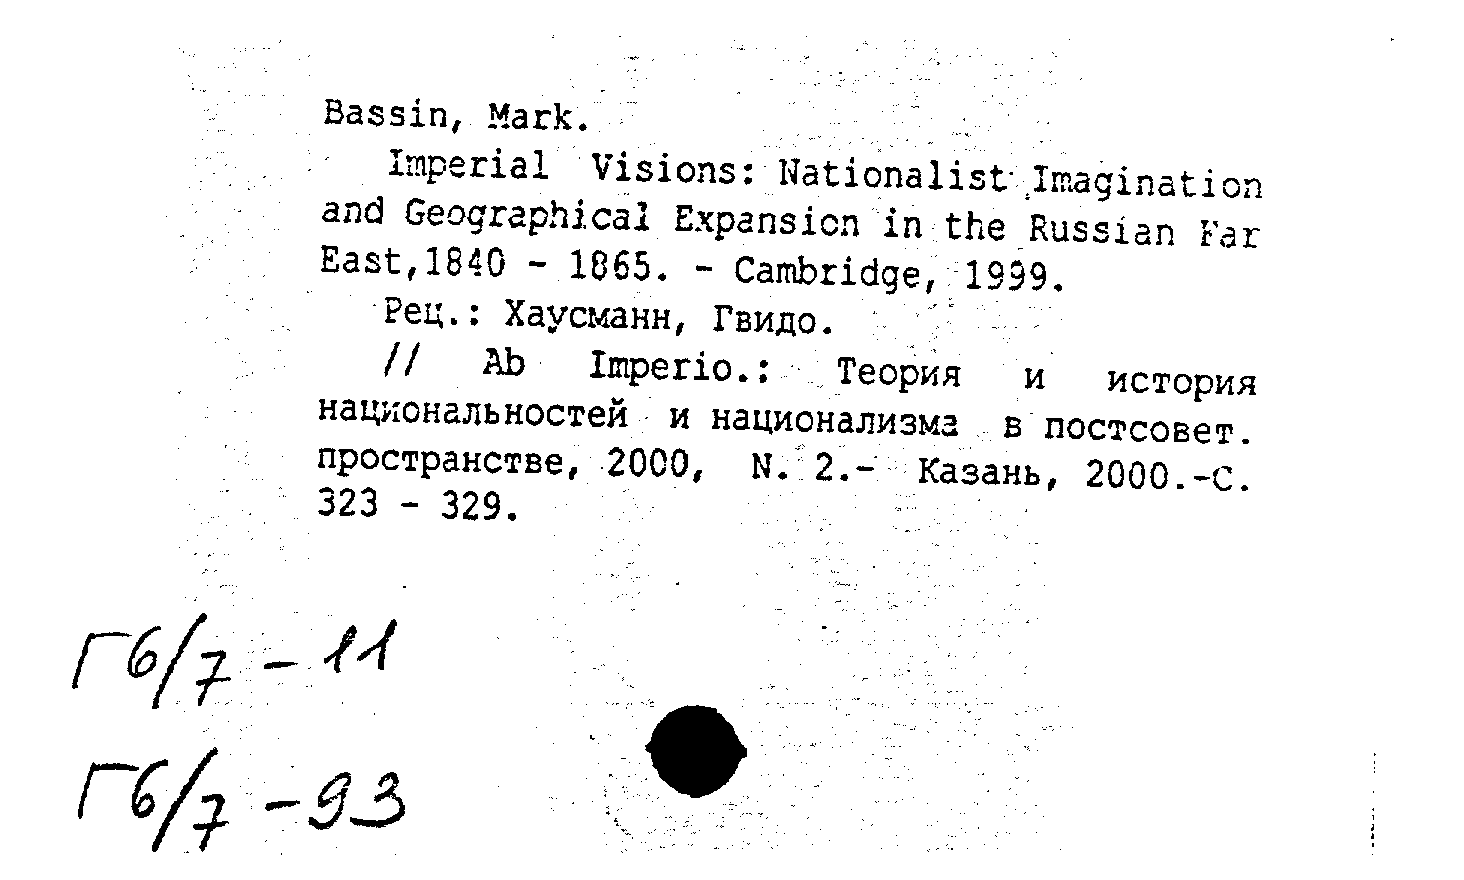 Bassin, Mark.
Imperial Visions: Nationalist Imagination
and Geographical Expansion in the Russian Far
East,1840 - 1865. - Cambridge, 1999.
Рец.: Хаусманн, Гвидо.
// Ab Imperio.: Теория и история
национальностей и национализма в постсовет.
пространстве, 2000, N. 2.- Казань, 2000.-С.
323 - 329.
Г6/7 - 11
Г6/7 - 93